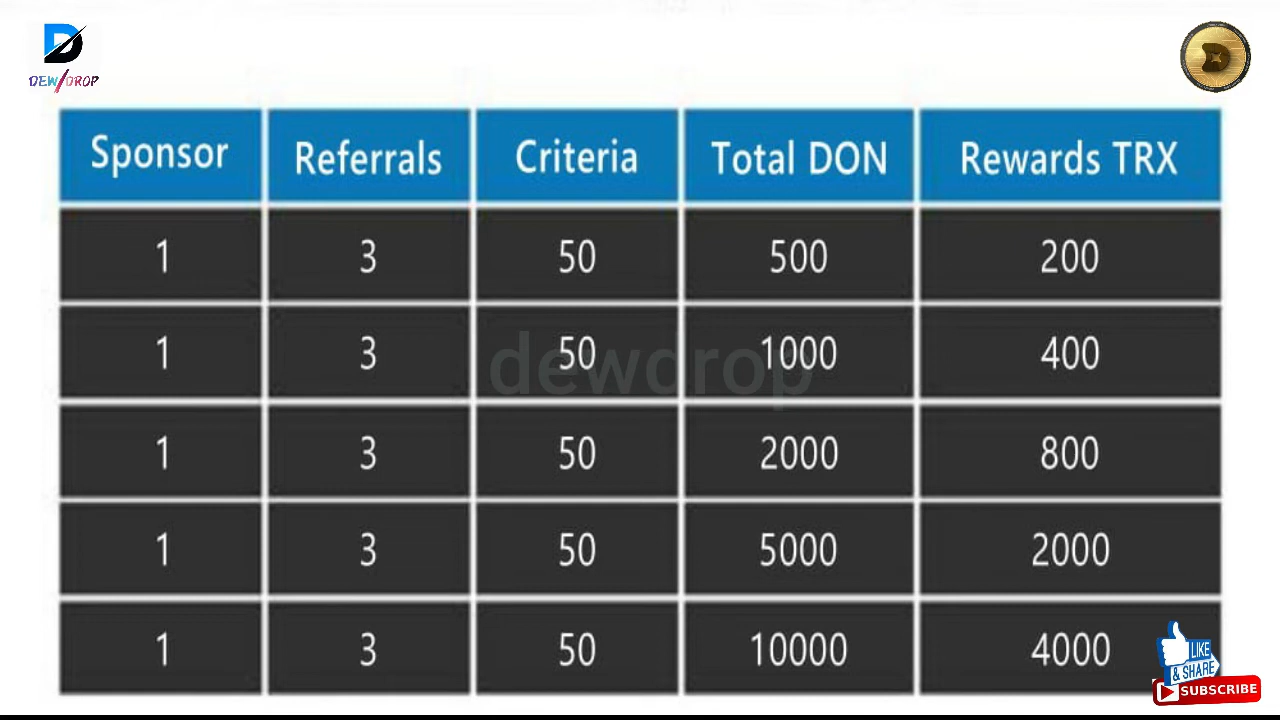 D
DEW/DROP
D
Sponsor Referrals Criteria Total DON Rewards TRX
1 3 50 500 200
1 3 50 1000 400
dewdrop
1 3 50 2000 800
1 3 50 5000 2000
1 3 50 10000 4000
LIKE
& SHARE
SUBSCRIBE